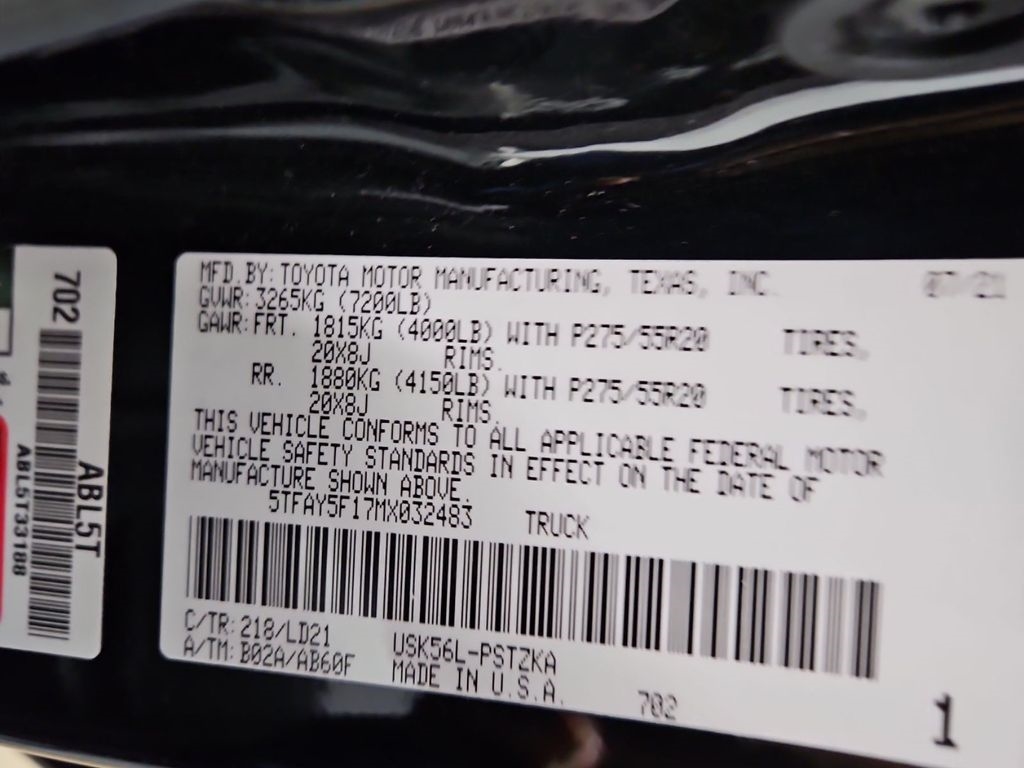 702
ABL5T
ABL5T33188
MFD.BY:TOYOTA MOTOR MANUFACTURING, TEXAS, INC. 07/21
GVWR:3265KG (7200LB)
GAWR:FRT. 1815KG (4000LB) WITH P275/55R20 TIRES,
20X8J RIMS.
RR. 1880KG (4150LB) WITH P275/55R20 TIRES,
20X8J RIMS.
THIS VEHICLE CONFORMS TO ALL APPLICABLE FEDERAL MOTOR
VEHICLE SAFETY STANDARDS IN EFFECT ON THE DATE OF
MANUFACTURE SHOWN ABOVE.
5TFAY5F17MX032483 TRUCK
C/TR:218/LD21 USK56L-PSTZKA
A/TM:B02A/AB60F MADE IN U.S.A.
702
1